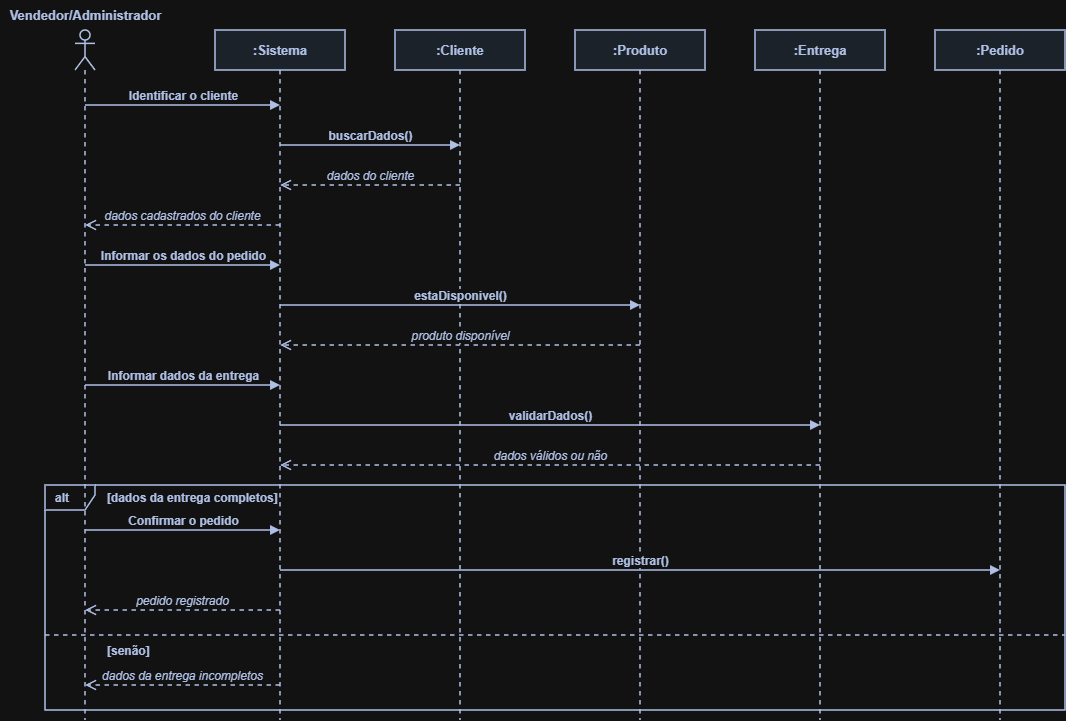 Vendedor/Administrador
:Sistema
:Cliente
:Produto
:Entrega
:Pedido
Identificar o cliente
buscarDados()
dados do cliente
dados cadastrados do cliente
Informar os dados do pedido
estaDisponivel()
produto disponível
Informar dados da entrega
validarDados()
dados válidos ou não
alt
[dados da entrega completos]
Confirmar o pedido
registrar()
pedido registrado
[senão]
dados da entrega incompletos